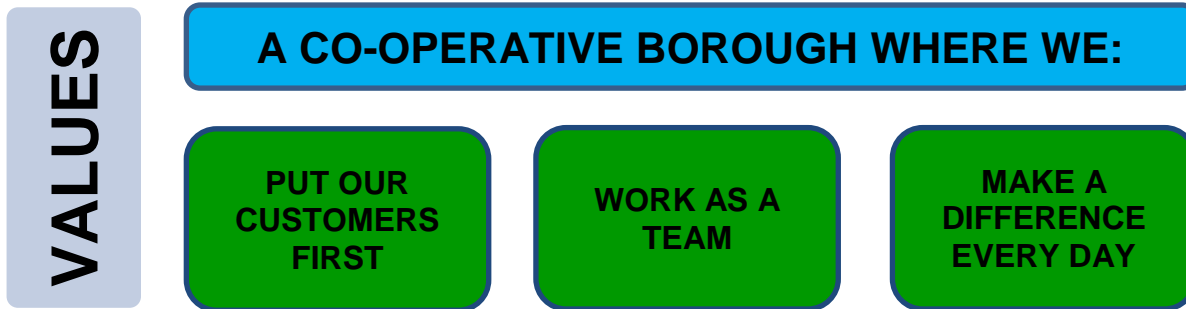 VALUES
A CO-OPERATIVE BOROUGH WHERE WE:
PUT OUR
CUSTOMERS
FIRST
WORK AS A
TEAM
MAKE A
DIFFERENCE
EVERY DAY